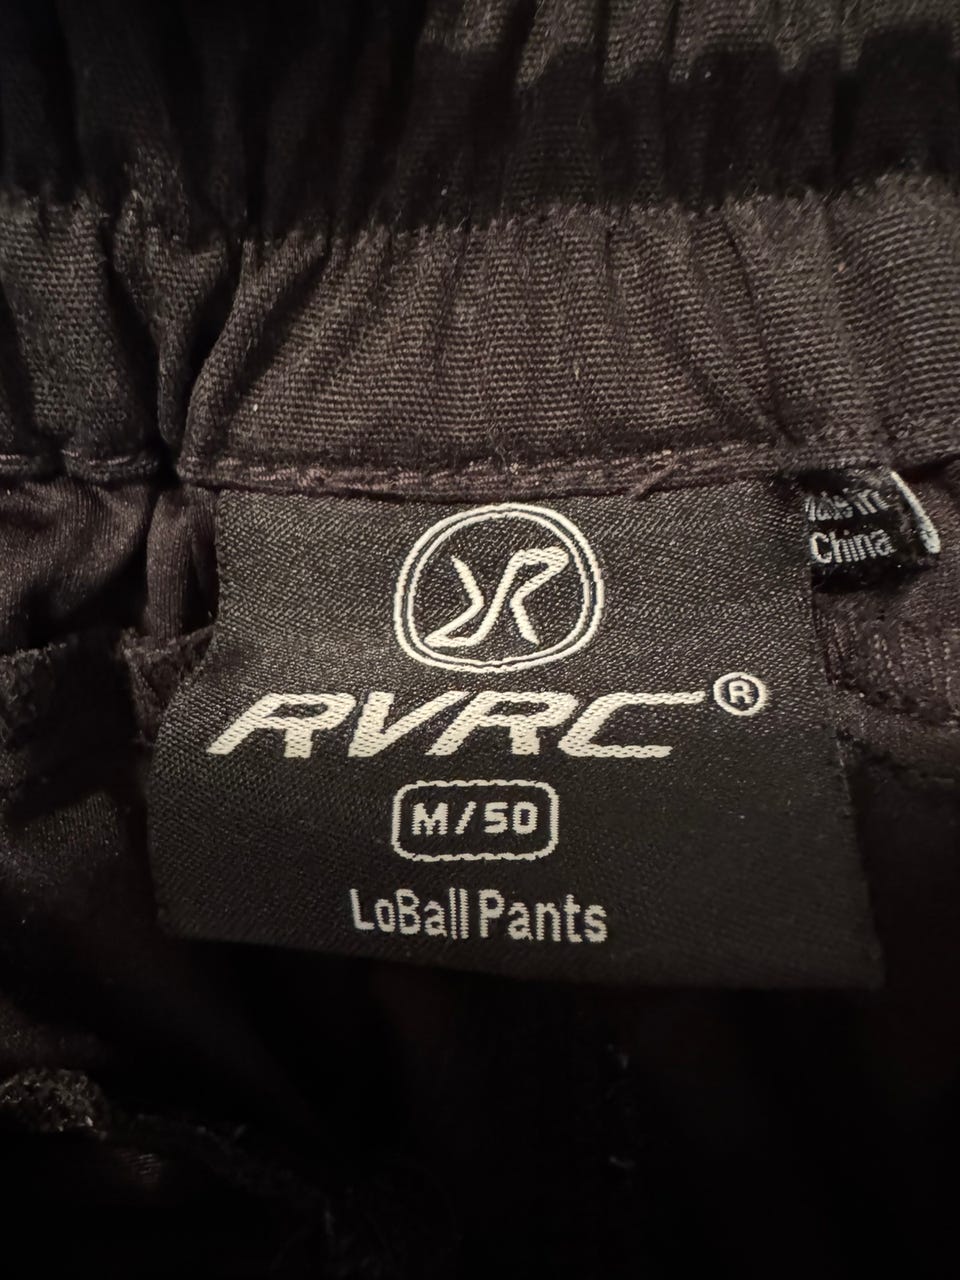 Made in
China
R
RVRC®
M/50
LoBall Pants